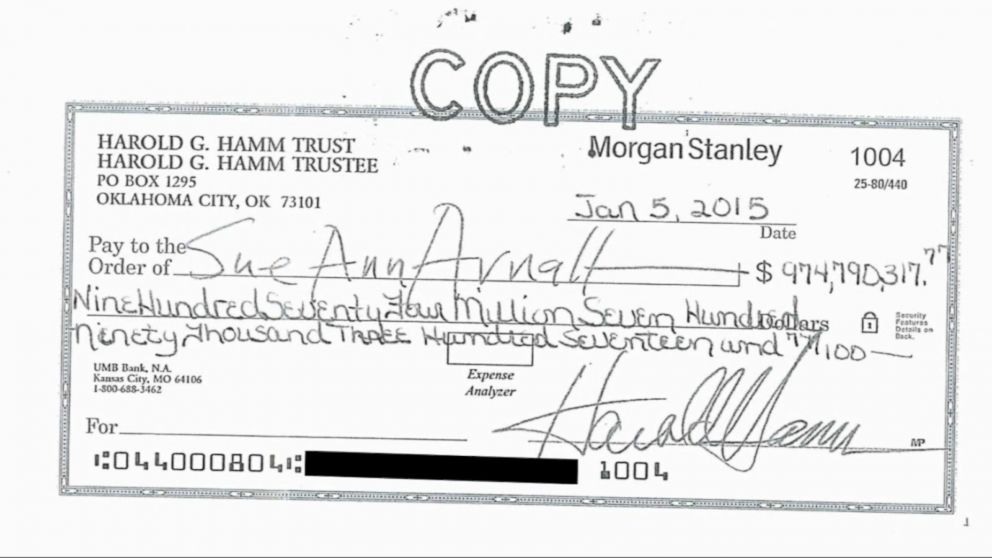 COPY
HAROLD G. HAMM TRUST
HAROLD G. HAMM TRUSTEE
PO BOX 1295
OKLAHOMA CITY, OK 73101
Morgan Stanley
1004
25-80/440
Jan 5, 2015
Date
Pay to the
Order of Sue Ann Arnall $ 974,790,317.77
Nine Hundred Seventy Four Million Seven Hundred Dollars
Security
Features
Details on
Back.
Ninety Thousand Three Hundred Seventeen and 77/100
UMB Bank, N.A.
Kansas City, MO 64106
1-800-688-3462
Expense
Analyzer
For
Harold Hamm
MP
⑆044000804⑆ 1004